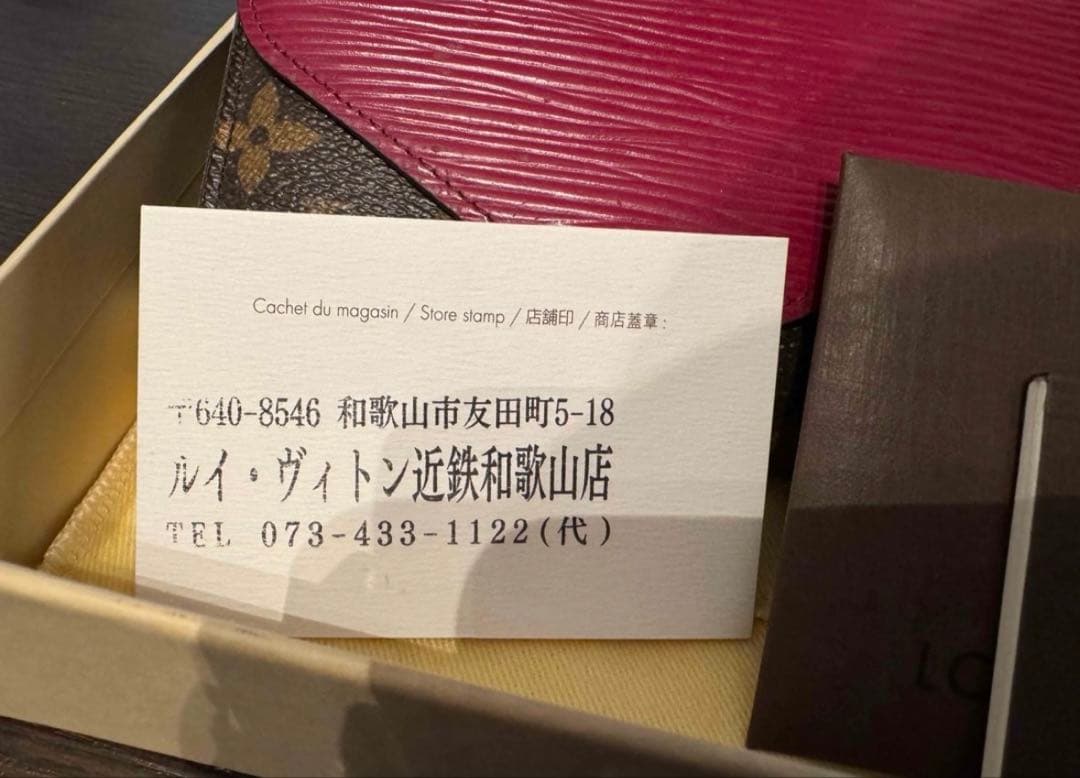 Cachet du magasin / Store stamp / 店舗印 / 商店蓋章 :
〒640-8546 和歌山市友田町5-18
ルイ・ヴィトン近鉄和歌山店
TEL 073-433-1122(代)
LO